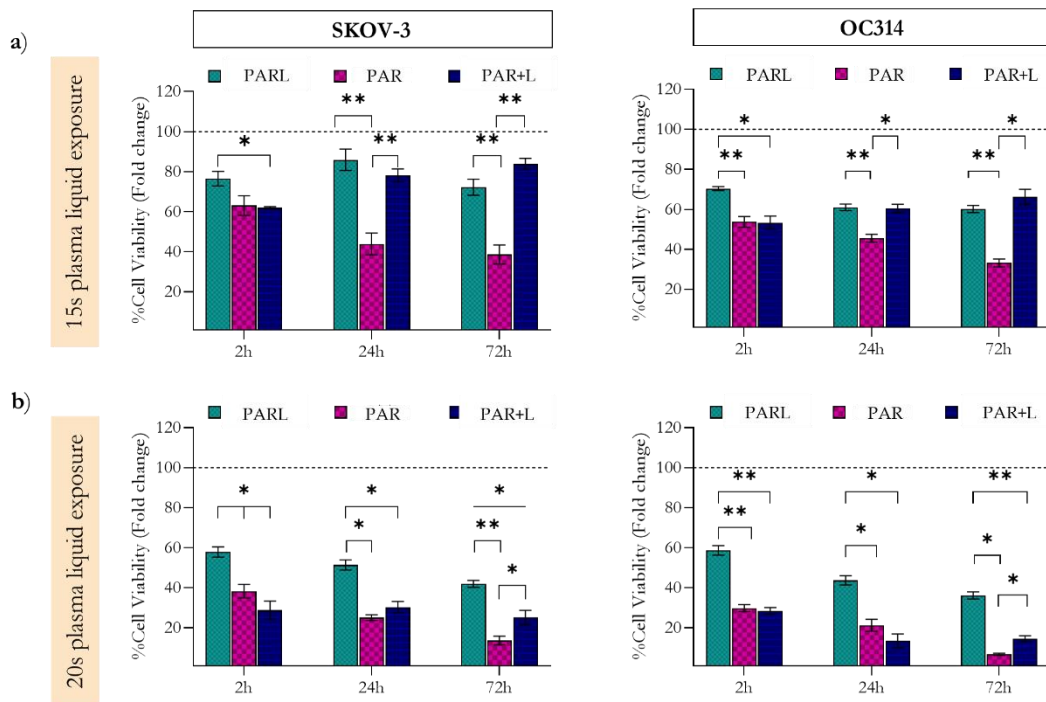 SKOV-3
OC314
a)
15s plasma liquid exposure
PARL PAR PAR+L
%Cell Viability (Fold change)
120
100
80
60
40
20
** **
* ** **
2h 24h 72h
PARL PAR PAR+L
%Cell Viability (Fold change)
120
100
80
60
40
20
* * *
** ** **
2h 24h 72h
b)
20s plasma liquid exposure
PARL PAR PAR+L
%Cell Viability (Fold change)
120
100
80
60
40
20
* * *
* **
*
2h 24h 72h
PARL PAR PAR+L
%Cell Viability (Fold change)
120
100
80
60
40
20
** * **
** * *
*
2h 24h 72h